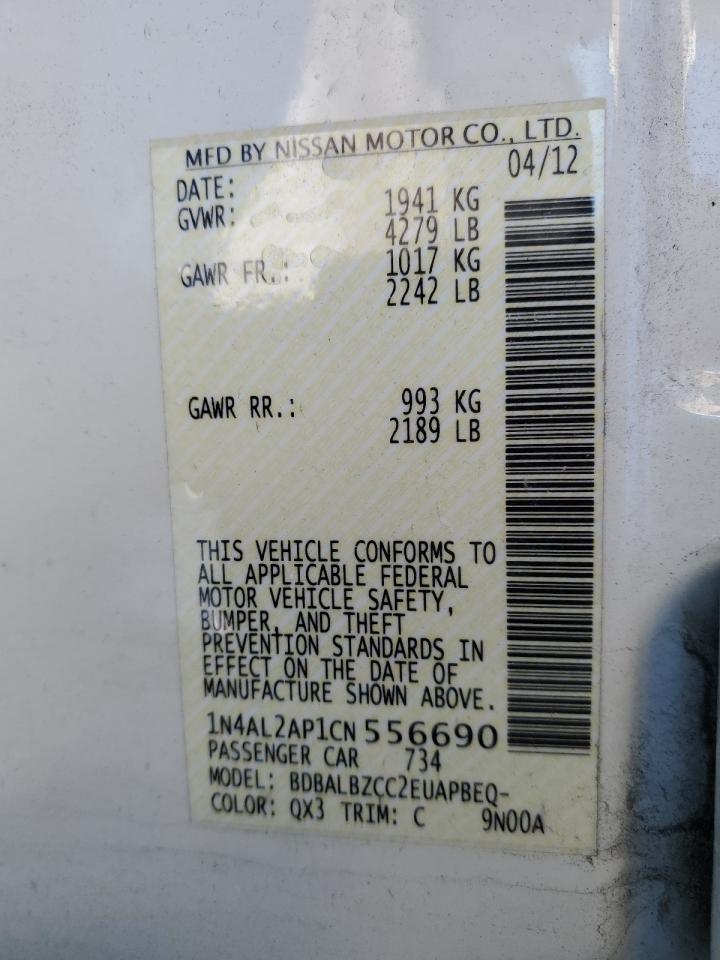 MFD BY NISSAN MOTOR CO., LTD.
DATE: 04/12
GVWR: 1941 KG
4279 LB
GAWR FR.: 1017 KG
2242 LB
GAWR RR.: 993 KG
2189 LB
THIS VEHICLE CONFORMS TO
ALL APPLICABLE FEDERAL
MOTOR VEHICLE SAFETY,
BUMPER, AND THEFT
PREVENTION STANDARDS IN
EFFECT ON THE DATE OF
MANUFACTURE SHOWN ABOVE.
1N4AL2AP1CN 556690
PASSENGER CAR 734
MODEL: BDBALBZCC2EUAPBEQ-
COLOR: QX3 TRIM: C 9N00A